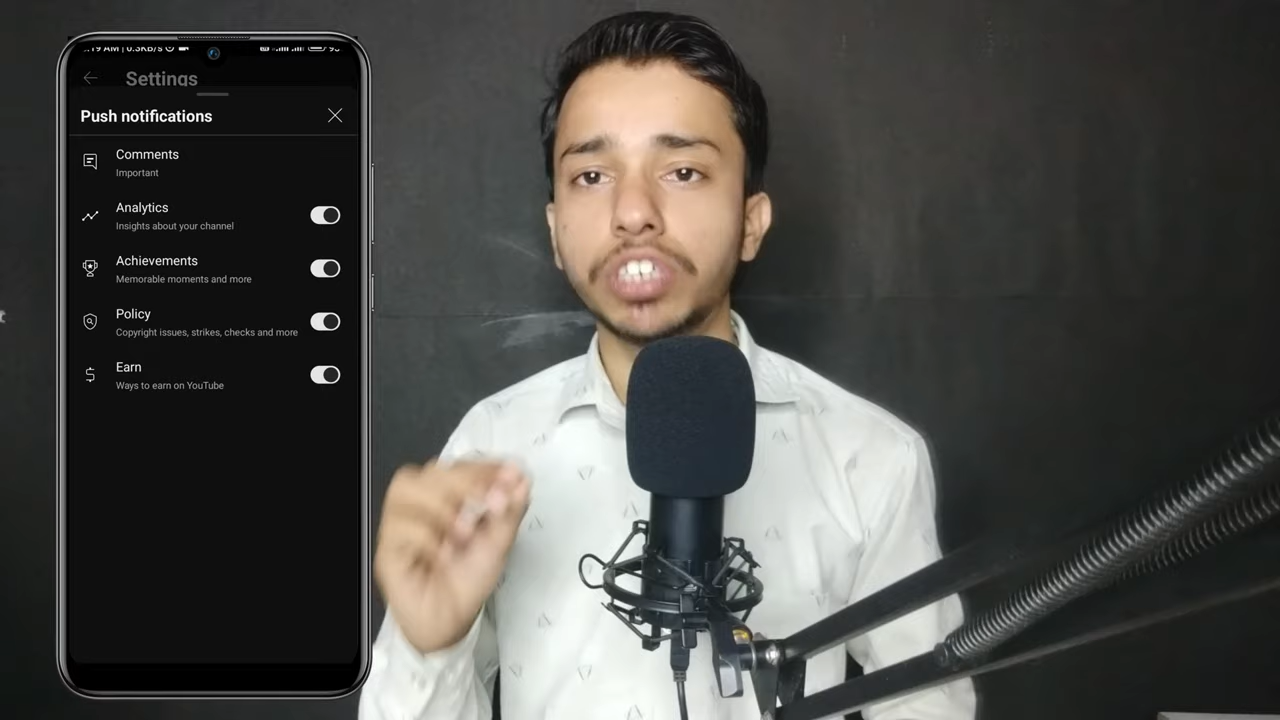 Settings
Push notifications
Comments
Important
Analytics
Insights about your channel
Achievements
Memorable moments and more
Policy
Copyright issues, strikes, checks and more
Earn
Ways to earn on YouTube